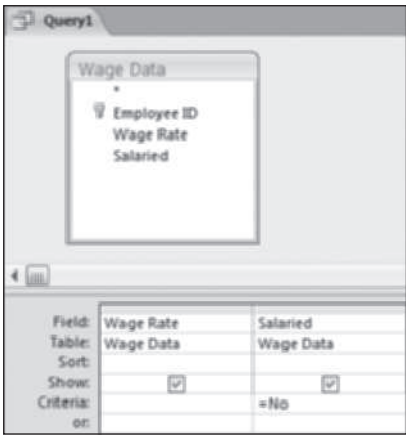 Query1
Wage Data
*
Employee ID
Wage Rate
Salaried
Field: Wage Rate Salaried
Table: Wage Data Wage Data
Sort:
Show:
Criteria: =No
or: